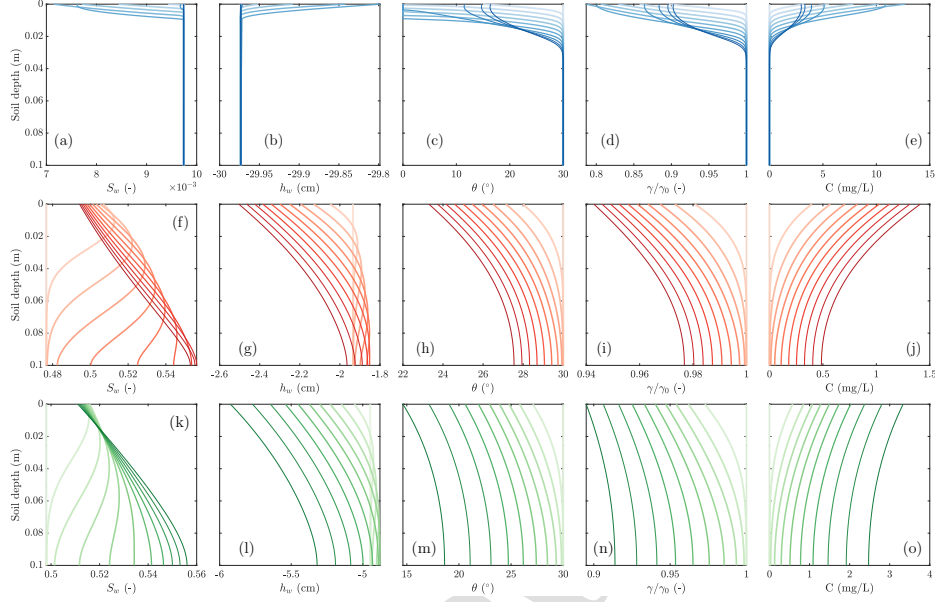 0
0.02
0.04
0.06
0.08
0.1
Soil depth (m)
(a)
(b)
(c)
(d)
(e)
7 8 9 10
-30 -29.95 -29.9 -29.85 -29.8
0 10 20 30
0.8 0.85 0.9 0.95 1
0 5 10 15
×10⁻³
S_w (-)
h_w (cm)
θ (°)
γ/γ₀ (-)
C (mg/L)
0
0.02
0.04
0.06
0.08
0.1
Soil depth (m)
(f)
(g)
(h)
(i)
(j)
0.48 0.5 0.52 0.54
-2.6 -2.4 -2.2 -2 -1.8
22 24 26 28 30
0.94 0.96 0.98 1
0 0.5 1 1.5
S_w (-)
h_w (cm)
θ (°)
γ/γ₀ (-)
C (mg/L)
0
0.02
0.04
0.06
0.08
0.1
Soil depth (m)
(k)
(l)
(m)
(n)
(o)
0.5 0.52 0.54 0.56
-6 -5.5 -5
15 20 25 30
0.9 0.95 1
0 1 2 3 4
S_w (-)
h_w (cm)
θ (°)
γ/γ₀ (-)
C (mg/L)